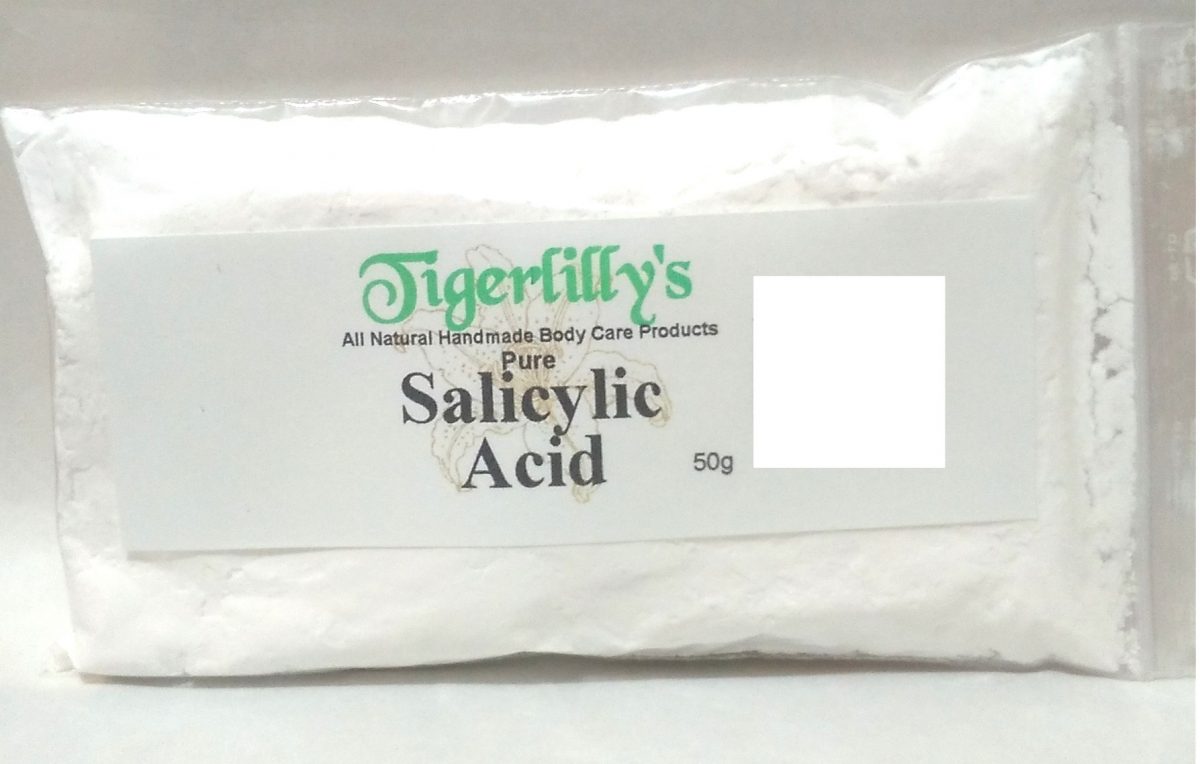 Tigerlilly's
All Natural Handmade Body Care Products
Pure
Salicylic
Acid
50g